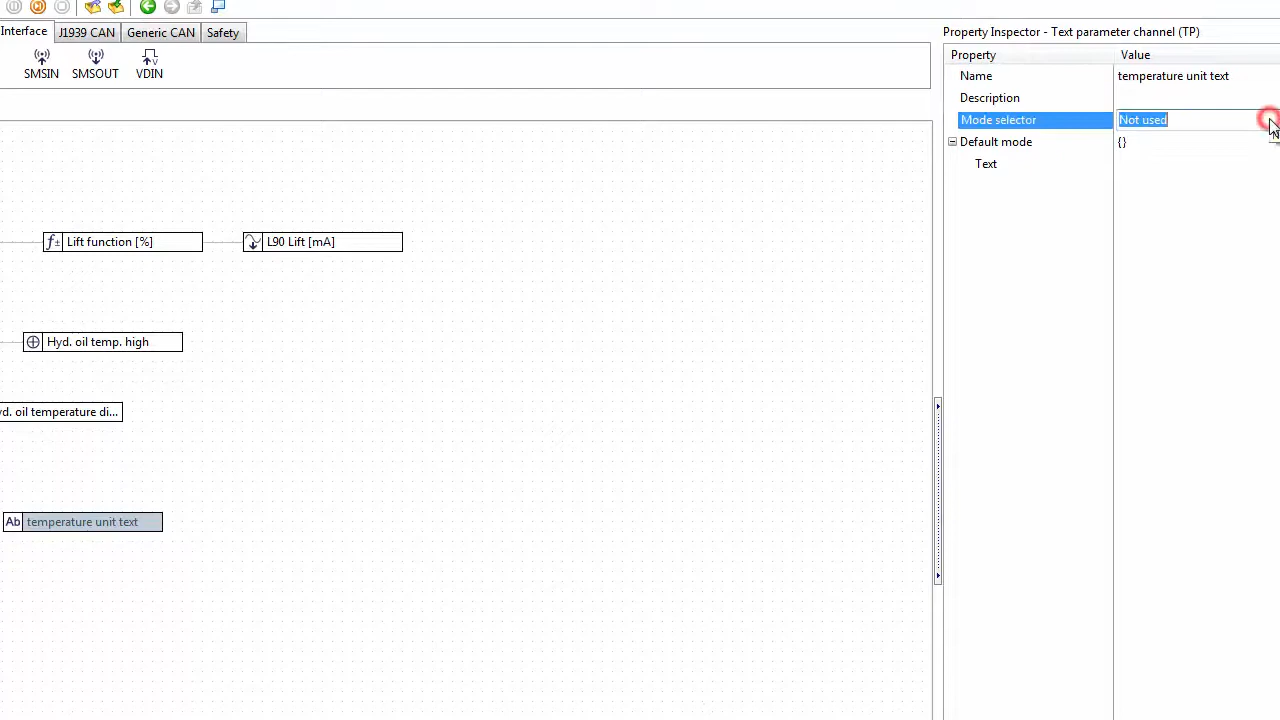 Interface
J1939 CAN
Generic CAN
Safety
Property Inspector - Text parameter channel (TP)
SMSIN
SMSOUT
VDIN
Property
Value
Name
temperature unit text
Description
Mode selector
Not used
Default mode
{}
Text
f± Lift function [%]
L90 Lift [mA]
Hyd. oil temp. high
yd. oil temperature di...
Ab temperature unit text